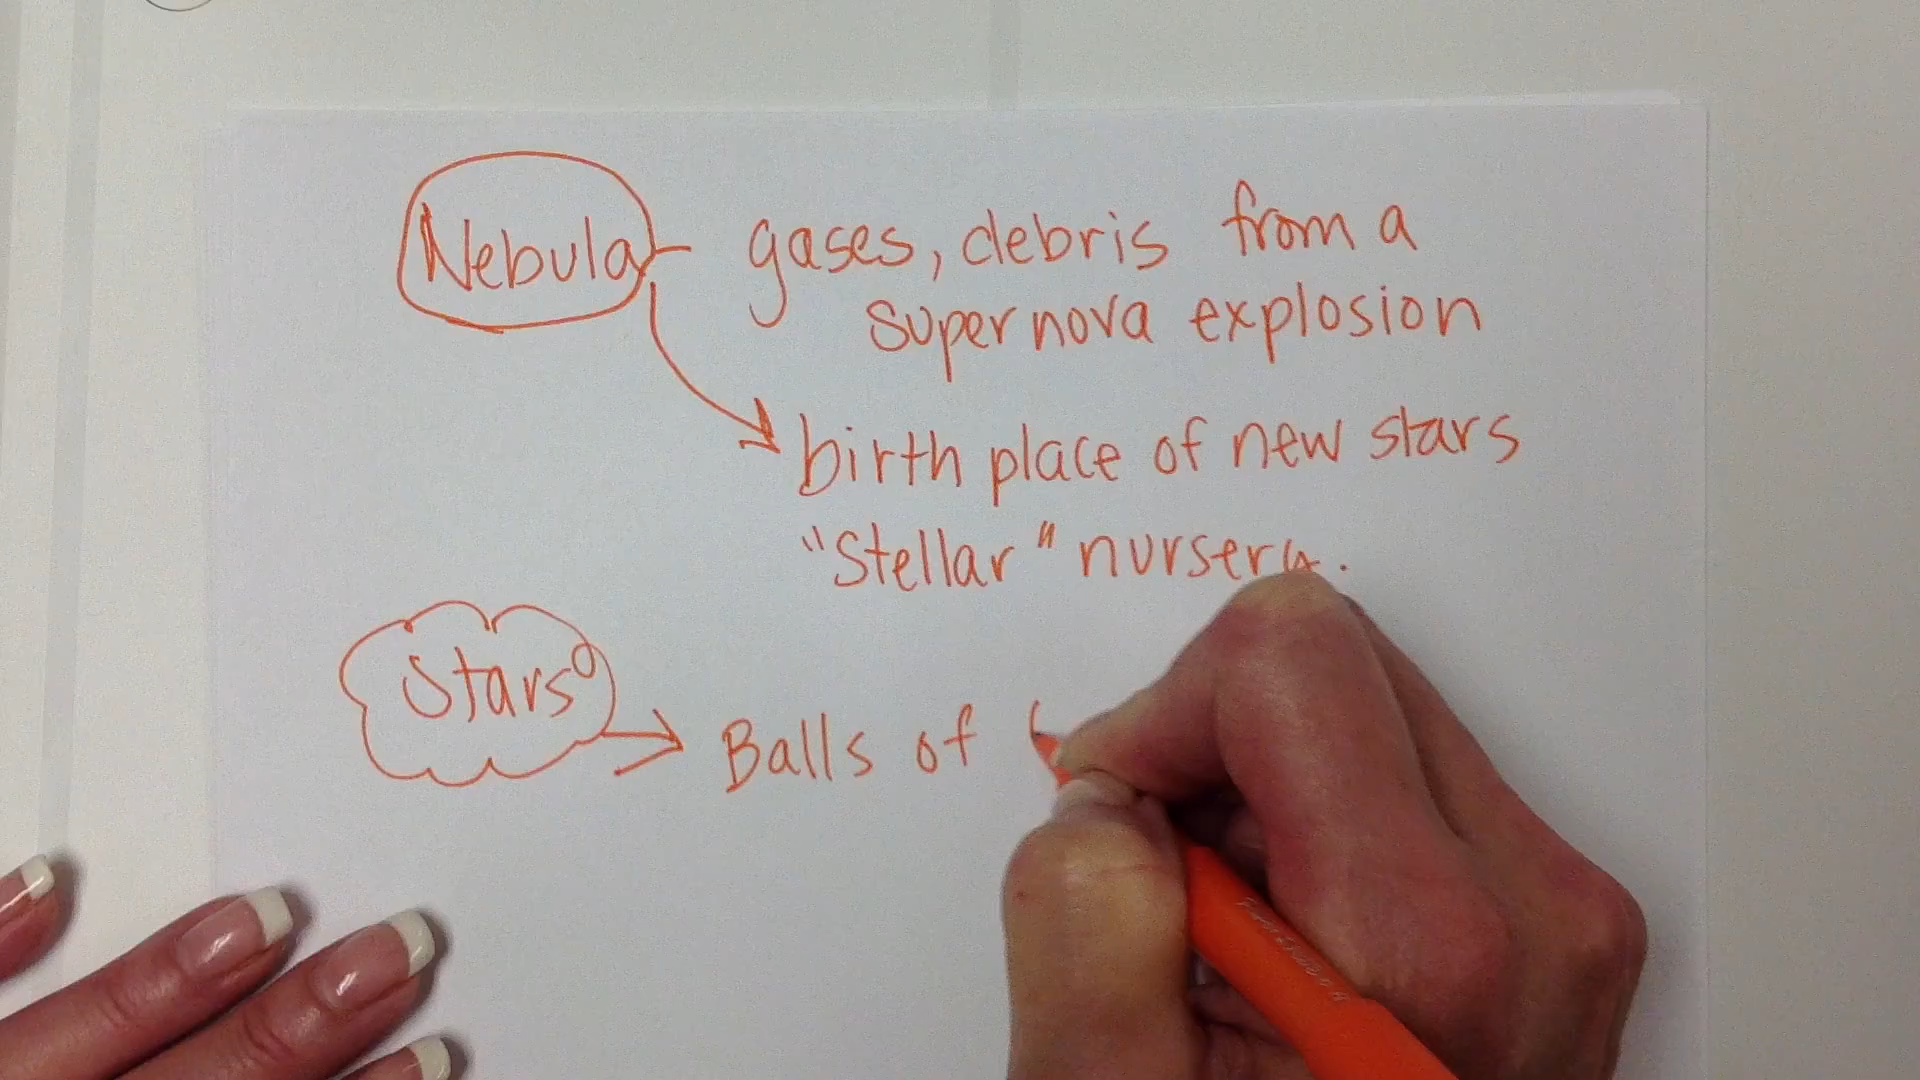 Nebula - gases, debris from a
supernova explosion
birth place of new stars
"Stellar" nursery.
Stars
Balls of